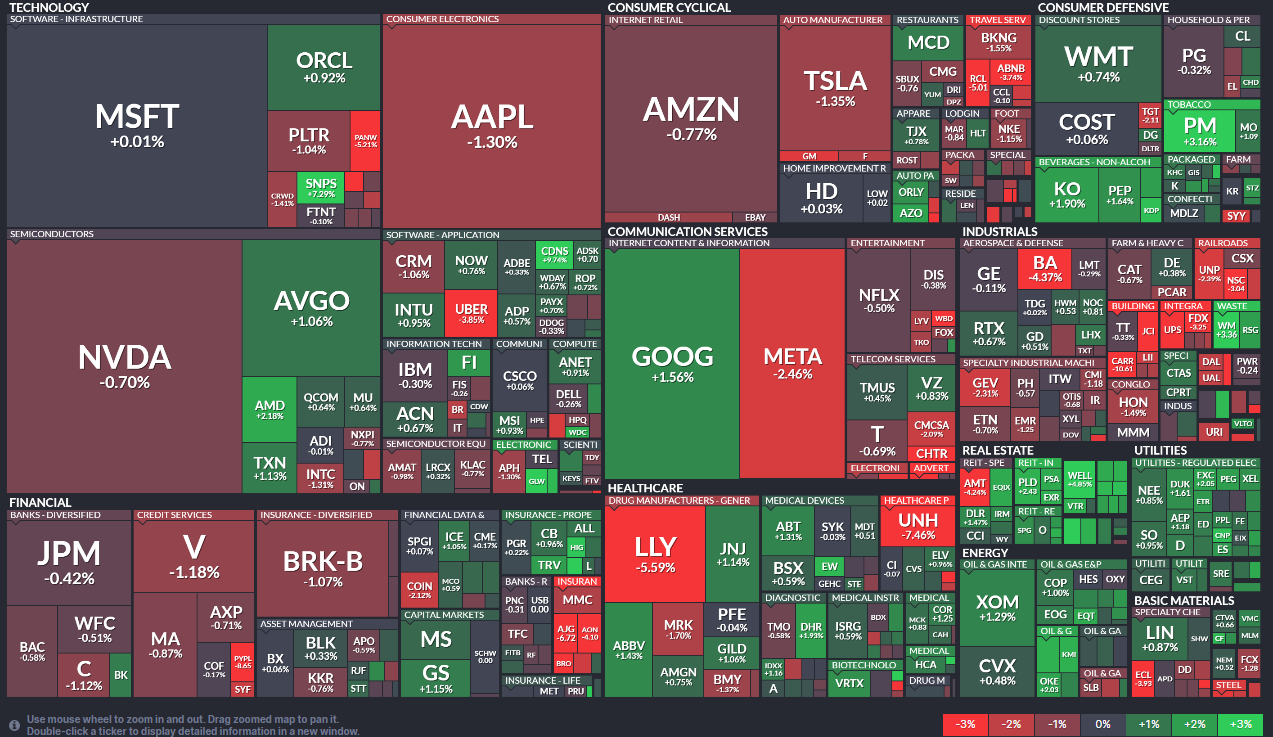 TECHNOLOGY
SOFTWARE - INFRASTRUCTURE
MSFT
+0.01%
ORCL
+0.92%
PLTR
-1.04%
PANW
-5.21%
CRWD
-1.41%
SNPS
+7.29%
FTNT
-0.10%
CONSUMER ELECTRONICS
AAPL
-1.30%
SEMICONDUCTORS
NVDA
-0.70%
AVGO
+1.06%
AMD
+2.18%
QCOM
+0.64%
MU
+0.64%
TXN
+1.13%
ADI
-0.01%
NXPI
-0.77%
INTC
-1.31%
ON
SOFTWARE - APPLICATION
CRM
-1.06%
NOW
+0.76%
ADBE
+0.33%
CDNS
+9.74%
ADSK
+0.70
INTU
+0.95%
UBER
-3.85%
ADP
+0.57%
WDAY
+0.67%
ROP
+0.72%
PAYX
+0.70%
DDOG
-0.33%
INFORMATION TECHN
IBM
-0.30%
FI
ACN
+0.67%
FIS
-0.26
BR
CDW
IT
COMMUNI
CSCO
+0.06%
MSI
+0.93%
COMPUTE
ANET
+0.91%
DELL
-0.26%
HPE
HPQ
WDC
SEMICONDUCTOR EQU
AMAT
-0.98%
LRCX
+0.32%
KLAC
-0.77%
ELECTRONIC
APH
-1.30%
TEL
GLW
SCIENTI
TDY
KEYS
FTV
CONSUMER CYCLICAL
INTERNET RETAIL
AMZN
-0.77%
DASH
EBAY
AUTO MANUFACTURER
TSLA
-1.35%
GM
F
HOME IMPROVEMENT R
HD
+0.03%
LOW
+0.02
RESTAURANTS
MCD
SBUX
-0.76
CMG
YUM
DRI
DPZ
TRAVEL SERV
BKNG
-1.55%
RCL
-5.01
ABNB
-3.74%
CCL
-0.10
APPARE
TJX
+0.78%
ROST
LODGIN
MAR
-0.84
HLT
FOOT
NKE
-1.15%
AUTO PA
ORLY
AZO
PACKA
SW
SPECIAL
RESIDE
LEN
CONSUMER DEFENSIVE
DISCOUNT STORES
WMT
+0.74%
COST
+0.06%
TGT
-2.11
DG
DLTR
HOUSEHOLD & PER
PG
-0.32%
CL
EL
CHD
TOBACCO
PM
+3.16%
MO
+1.09
BEVERAGES - NON-ALCOH
KO
+1.90%
PEP
+1.64%
KDP
PACKAGED
KHC
GIS
K
FARM
CONFECTI
MDLZ
KR
STZ
SYY
COMMUNICATION SERVICES
INTERNET CONTENT & INFORMATION
GOOG
+1.56%
META
-2.46%
ENTERTAINMENT
NFLX
-0.50%
DIS
-0.38%
LYV
WBD
FOX
TKO
TELECOM SERVICES
TMUS
+0.45%
VZ
+0.83%
T
-0.69%
CMCSA
-2.09%
CHTR
ELECTRONI
ADVERT
INDUSTRIALS
AEROSPACE & DEFENSE
GE
-0.11%
BA
-4.37%
LMT
-0.29%
RTX
+0.67%
TDG
+0.02%
HWM
+0.53
NOC
+0.81
GD
+0.51%
LHX
TXT
FARM & HEAVY C
CAT
-0.67%
DE
+0.38%
PCAR
RAILROADS
UNP
-2.39%
CSX
NSC
-3.04
BUILDING
TT
-0.33%
JCI
CARR
-10.61
LII
INTEGRA
UPS
FDX
-3.25
WASTE
WM
+3.36
RSG
SPECIALTY INDUSTRIAL MACHI
GEV
-2.31%
PH
-0.57
ITW
CMI
-1.18
ETN
-0.70%
EMR
-1.25
OTIS
-0.68
IR
XYL
DOV
CONGLO
HON
-1.49%
MMM
SPECI
CTAS
CPRT
INDUS
DAL
UAL
PWR
-0.24
URI
VLTO
FINANCIAL
BANKS - DIVERSIFIED
JPM
-0.42%
BAC
-0.58%
WFC
-0.51%
C
-1.12%
BK
CREDIT SERVICES
V
-1.18%
MA
-0.87%
AXP
-0.71%
COF
-0.17%
PYPL
-8.65
SYF
INSURANCE - DIVERSIFIED
BRK-B
-1.07%
ASSET MANAGEMENT
BX
+0.06%
BLK
+0.33%
KKR
-0.76%
APO
-0.59%
RJF
STT
FINANCIAL DATA &
SPGI
+0.07%
ICE
+1.05%
CME
+0.17%
COIN
-2.12%
MCO
+0.59
CAPITAL MARKETS
MS
GS
+1.15%
SCHW
0.00
INSURANCE - PROPE
PGR
+0.22%
CB
+0.96%
ALL
HIG
TRV
L
BANKS - R
PNC
-0.31
USB
0.00
TFC
FITB
RF
INSURAN
MMC
AJG
-6.72
AON
-4.10
BRO
INSURANCE - LIFE
MET
PRU
HEALTHCARE
DRUG MANUFACTURERS - GENER
LLY
-5.59%
JNJ
+1.14%
ABBV
+1.43%
MRK
-1.70%
PFE
-0.04%
AMGN
+0.75%
GILD
+1.06%
BMY
-1.37%
MEDICAL DEVICES
ABT
+1.31%
SYK
-0.03%
MDT
+0.51
BSX
+0.59%
EW
GEHC
STE
HEALTHCARE P
UNH
-7.46%
CI
-0.07
CVS
ELV
+0.96%
DIAGNOSTIC
TMO
-0.58%
DHR
+1.93%
IDXX
+1.16
A
MEDICAL INSTR
ISRG
+0.59%
BDX
MEDICAL
MCK
+0.83
COR
+1.25
CAH
BIOTECHNOLO
VRTX
MEDICAL
HCA
DRUG M
REAL ESTATE
REIT - SPE
AMT
-4.24%
EQIX
DLR
+1.47%
IRM
CCI
WY
REIT - IN
PLD
+2.43
PSA
EXR
REIT - RE
SPG
O
WELL
+4.85%
VTR
ENERGY
OIL & GAS INTE
XOM
+1.29%
CVX
+0.48%
OIL & GAS E&P
COP
+1.00%
HES
OXY
EOG
EQT
OIL & G
KMI
OKE
+2.03
OIL & GA
OIL & GA
SLB
UTILITIES
UTILITIES - REGULATED ELEC
NEE
+0.85%
DUK
+1.61
EXC
+2.05
PEG
XEL
SO
+0.95%
AEP
+1.18
ETR
D
ED
PPL
FE
CNP
EIX
ES
UTILITI
CEG
UTILIT
VST
SRE
BASIC MATERIALS
SPECIALTY CHE
LIN
+0.87%
SHW
ECL
-3.93
APD
DD
CTVA
+0.66
VMC
CF
MLM
NEM
+0.52
FCX
-1.28
STEEL
Use mouse wheel to zoom in and out. Drag zoomed map to pan it.
Double-click a ticker to display detailed information in a new window.
-3%
-2%
-1%
0%
+1%
+2%
+3%